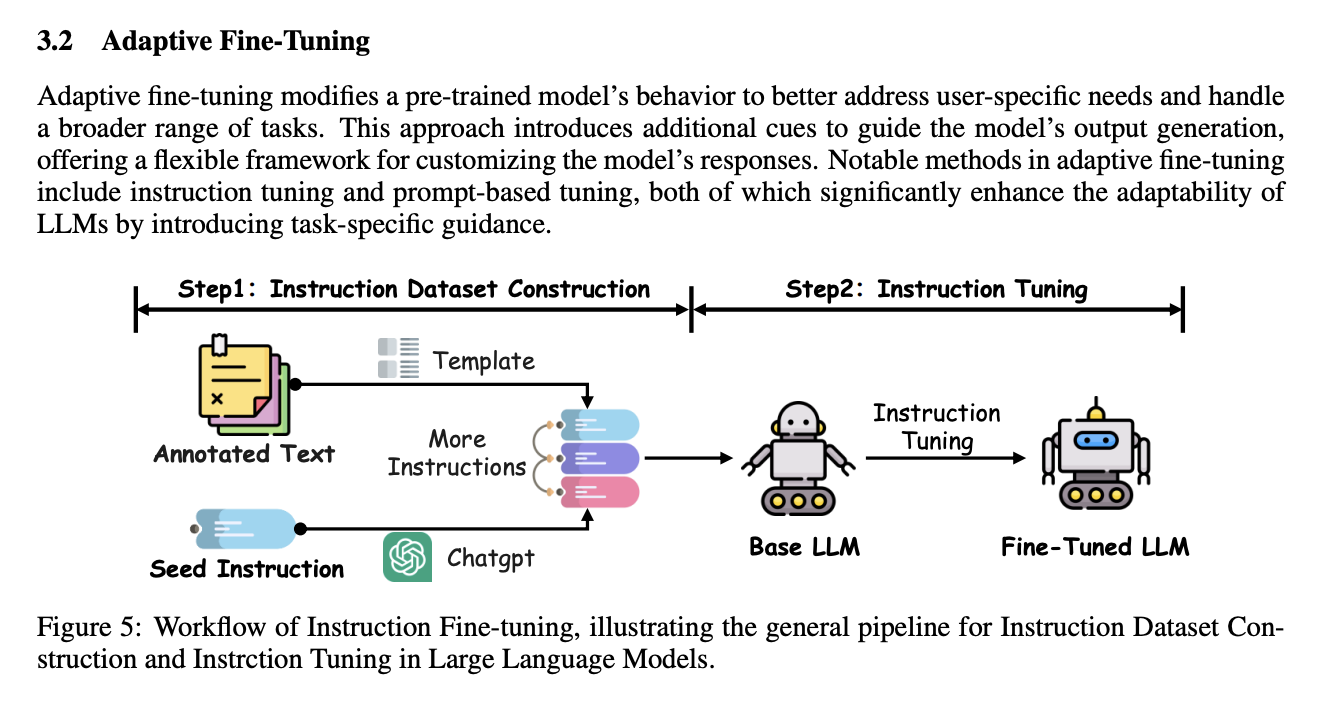 3.2 Adaptive Fine-Tuning
Adaptive fine-tuning modifies a pre-trained model's behavior to better address user-specific needs and handle
a broader range of tasks. This approach introduces additional cues to guide the model's output generation,
offering a flexible framework for customizing the model's responses. Notable methods in adaptive fine-tuning
include instruction tuning and prompt-based tuning, both of which significantly enhance the adaptability of
LLMs by introducing task-specific guidance.
Step1: Instruction Dataset Construction
Step2: Instruction Tuning
Template
Annotated Text
More
Instructions
Seed Instruction
Chatgpt
Instruction
Tuning
Base LLM
Fine-Tuned LLM
Figure 5: Workflow of Instruction Fine-tuning, illustrating the general pipeline for Instruction Dataset Con-
struction and Instrction Tuning in Large Language Models.